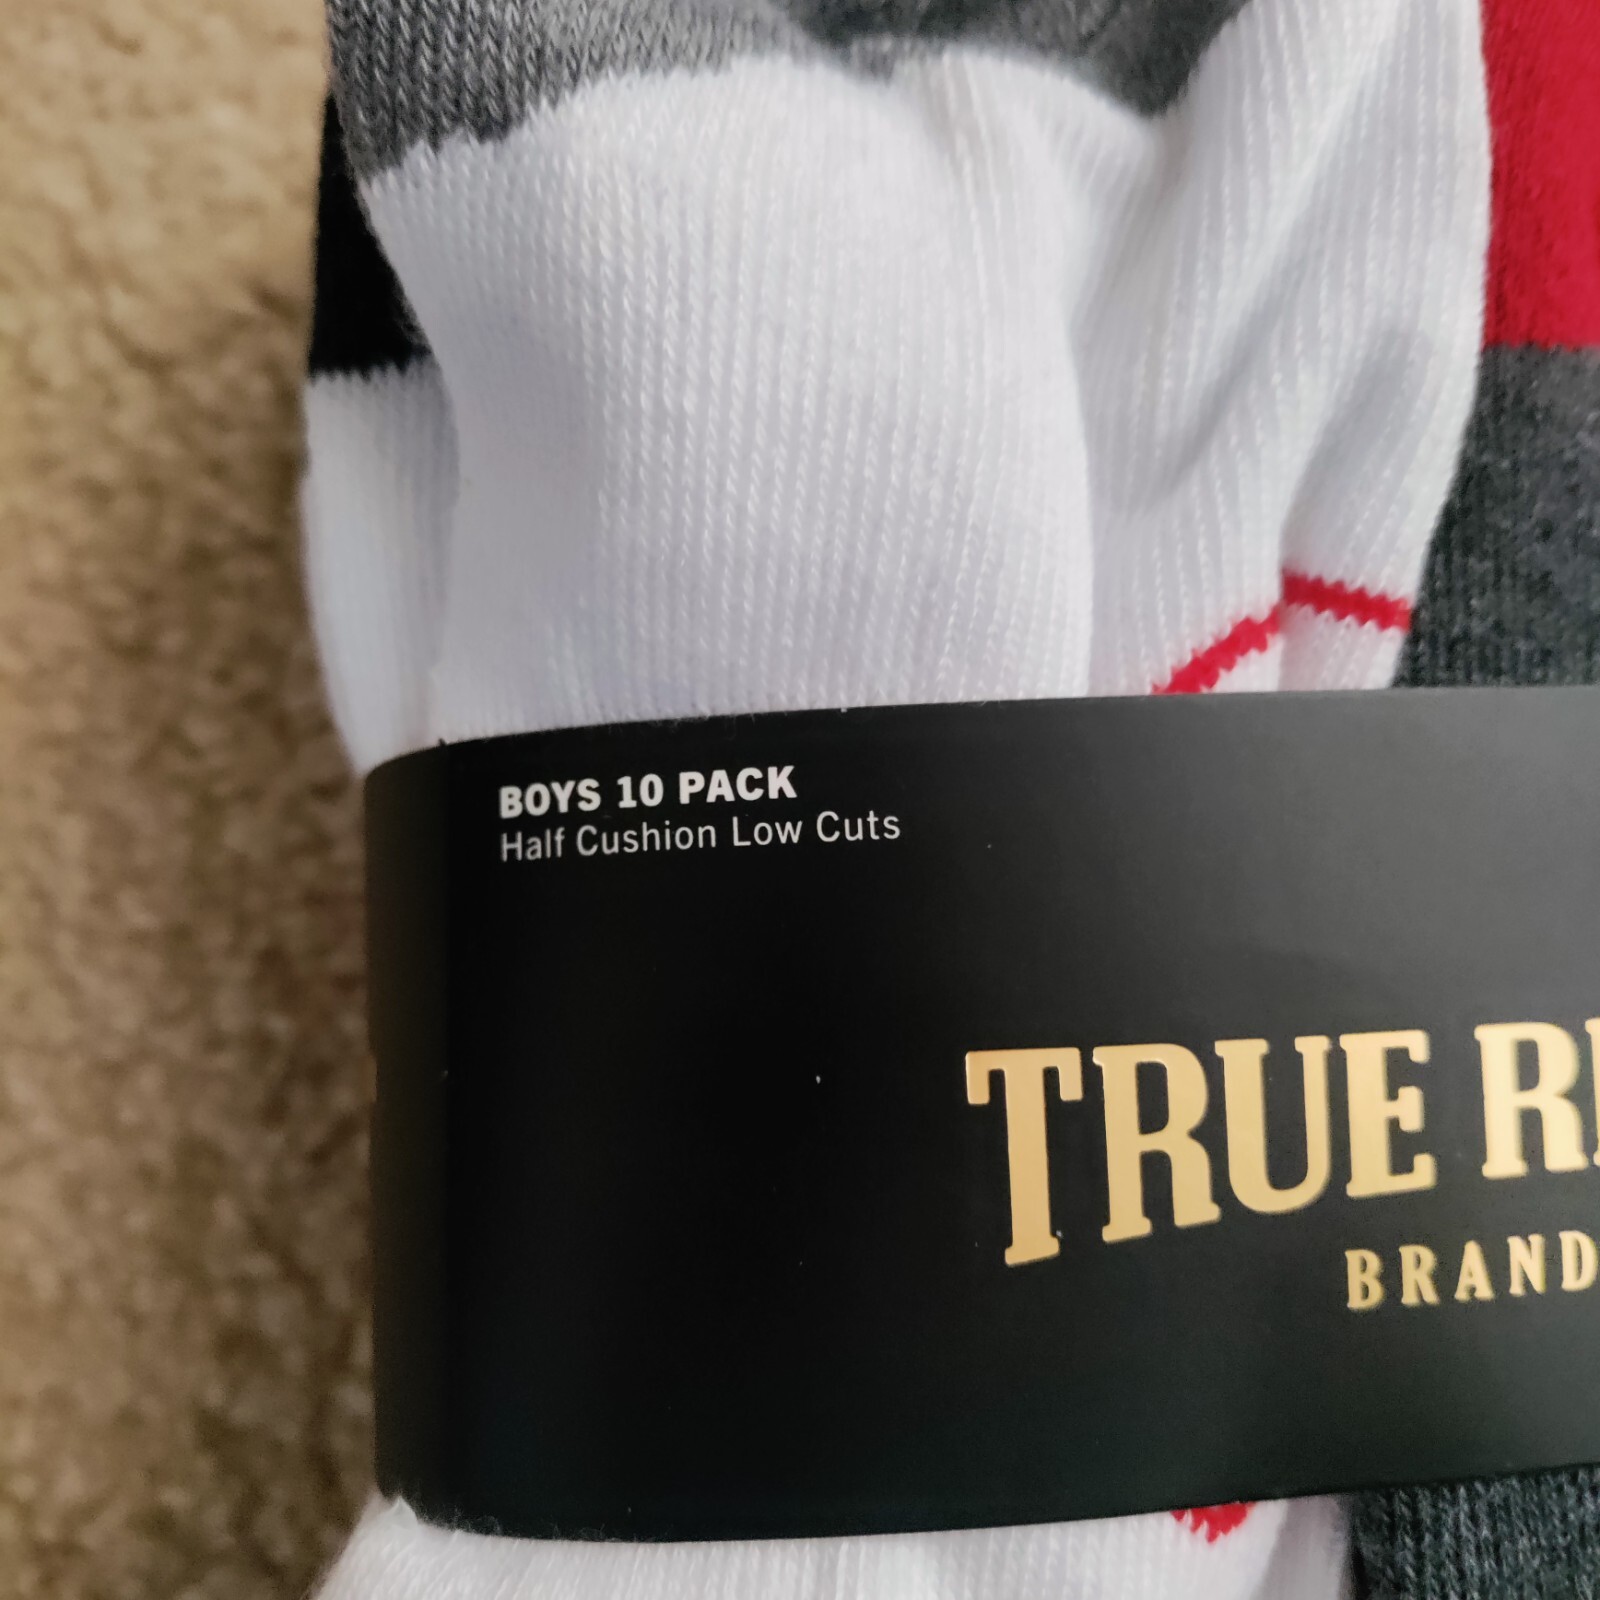 BOYS 10 PACK
Half Cushion Low Cuts
TRUE R
BRAND